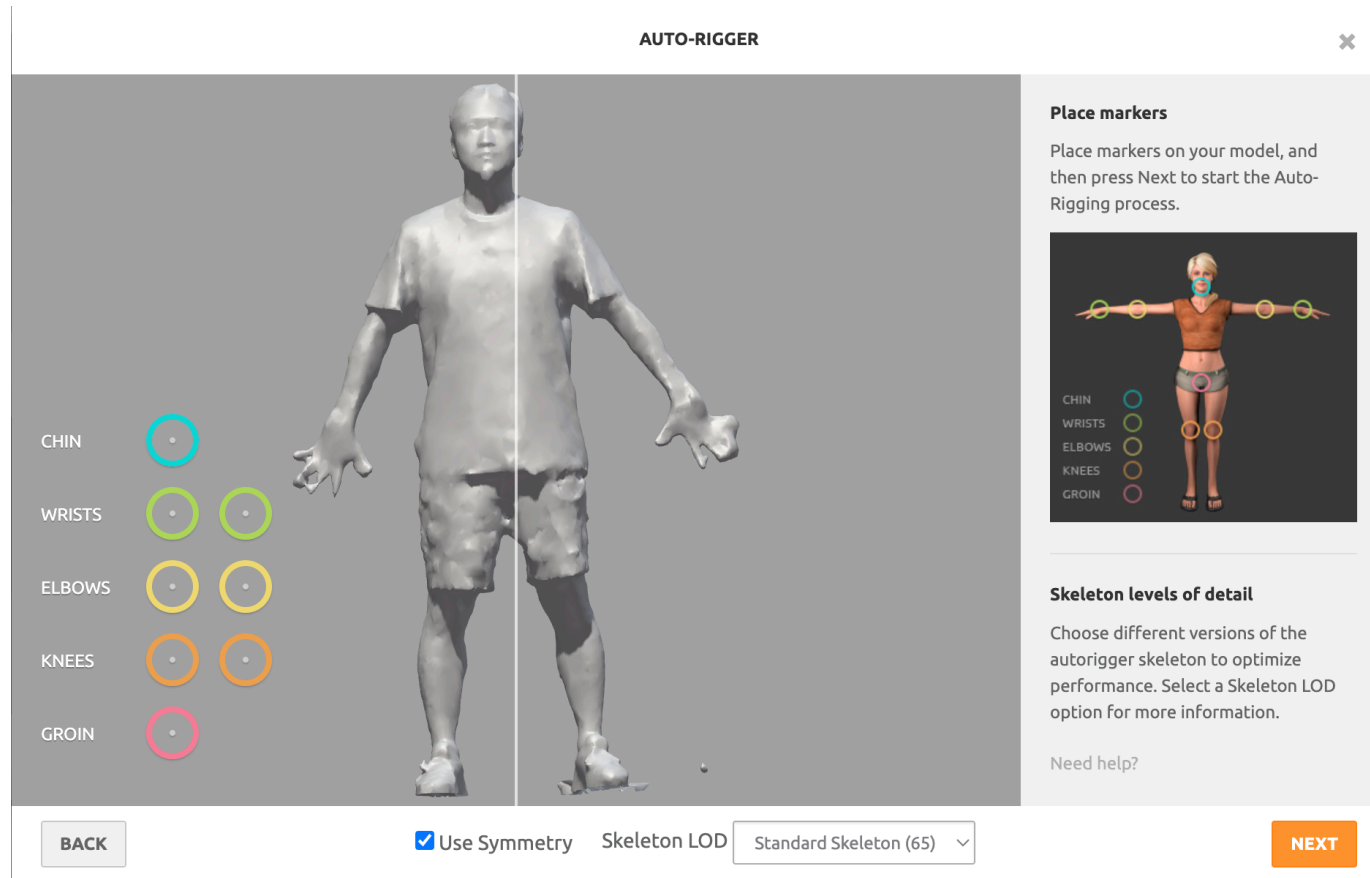 AUTO-RIGGER
CHIN
WRISTS
ELBOWS
KNEES
GROIN
Place markers
Place markers on your model, and
then press Next to start the Auto-
Rigging process.
CHIN
WRISTS
ELBOWS
KNEES
GROIN
Skeleton levels of detail
Choose different versions of the
autorigger skeleton to optimize
performance. Select a Skeleton LOD
option for more information.
Need help?
BACK
Use Symmetry
Skeleton LOD
Standard Skeleton (65)
NEXT